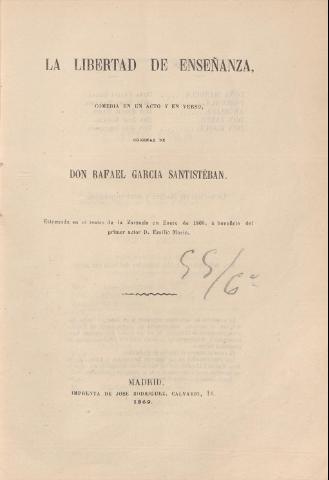 LA LIBERTAD DE ENSEÑANZA,
COMEDIA EN UN ACTO Y EN VERSO,
ORIGINAL DE
DON RAFAEL GARCIA SANTISTÉBAN.
Estrenada en el teatro de la Zarzuela en Enero de 1869, á beneficio del
primer actor D. Emilio Mario.
55/6ª
MADRID.
IMPRENTA DE JOSÉ RODRIGUEZ, CALVARIO,
1869.